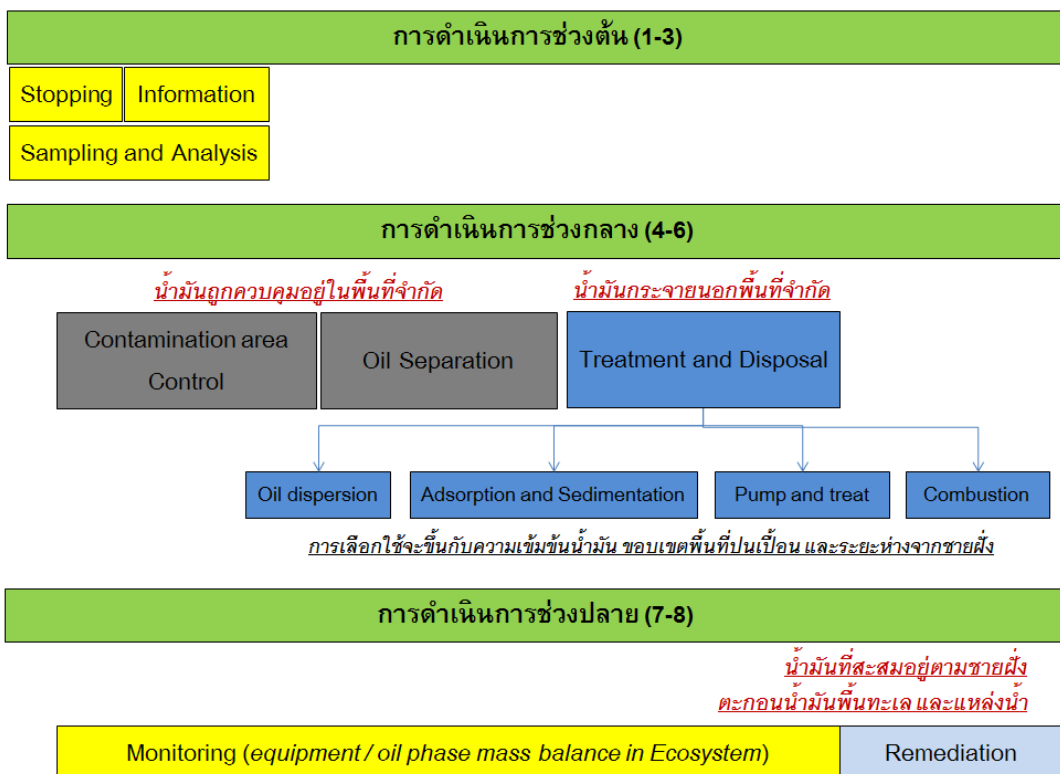 การดำเนินการช่วงต้น (1-3)
Stopping Information
Sampling and Analysis
การดำเนินการช่วงกลาง (4-6)
น้ำมันถูกควบคุมอยู่ในพื้นที่จำกัด น้ำมันกระจายนอกพื้นที่จำกัด
Contamination area
Control
Oil Separation
Treatment and Disposal
Oil dispersion Adsorption and Sedimentation Pump and treat Combustion
การเลือกใช้จะขึ้นกับความเข้มข้นน้ำมัน ขอบเขตพื้นที่ปนเปื้อน และระยะห่างจากชายฝั่ง
การดำเนินการช่วงปลาย (7-8)
น้ำมันที่สะสมอยู่ตามชายฝั่ง
ตะกอนน้ำมันพื้นทะเล และแหล่งน้ำ
Monitoring (equipment / oil phase mass balance in Ecosystem) Remediation